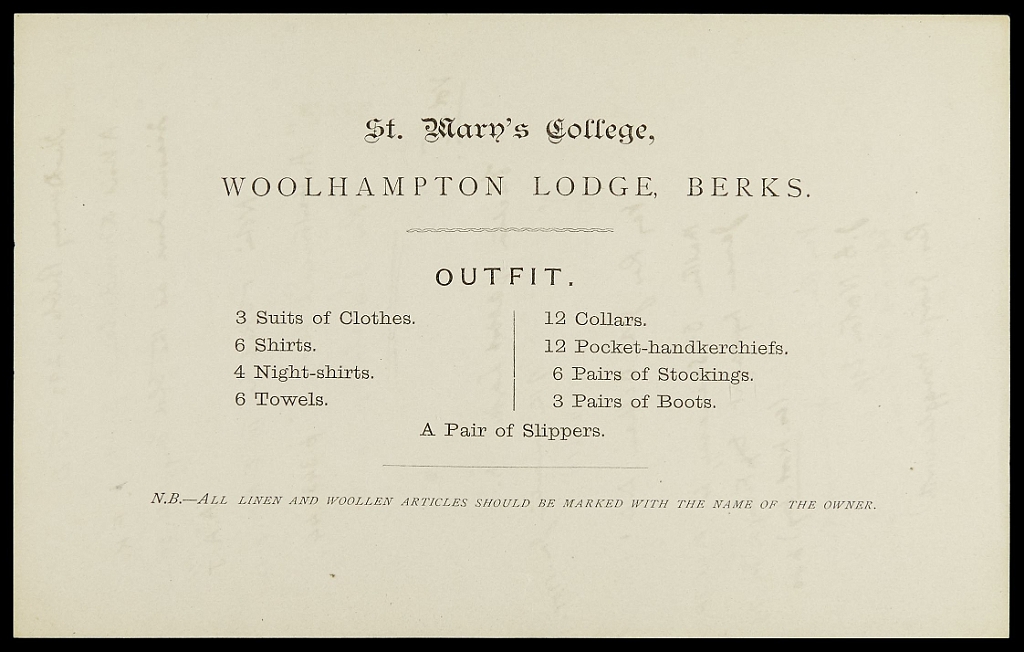 St. Mary's College,
WOOLHAMPTON LODGE, BERKS.
OUTFIT.
3 Suits of Clothes.
6 Shirts.
4 Night-shirts.
6 Towels.
12 Collars.
12 Pocket-handkerchiefs.
6 Pairs of Stockings.
3 Pairs of Boots.
A Pair of Slippers.
N.B.—ALL LINEN AND WOOLLEN ARTICLES SHOULD BE MARKED WITH THE NAME OF THE OWNER.